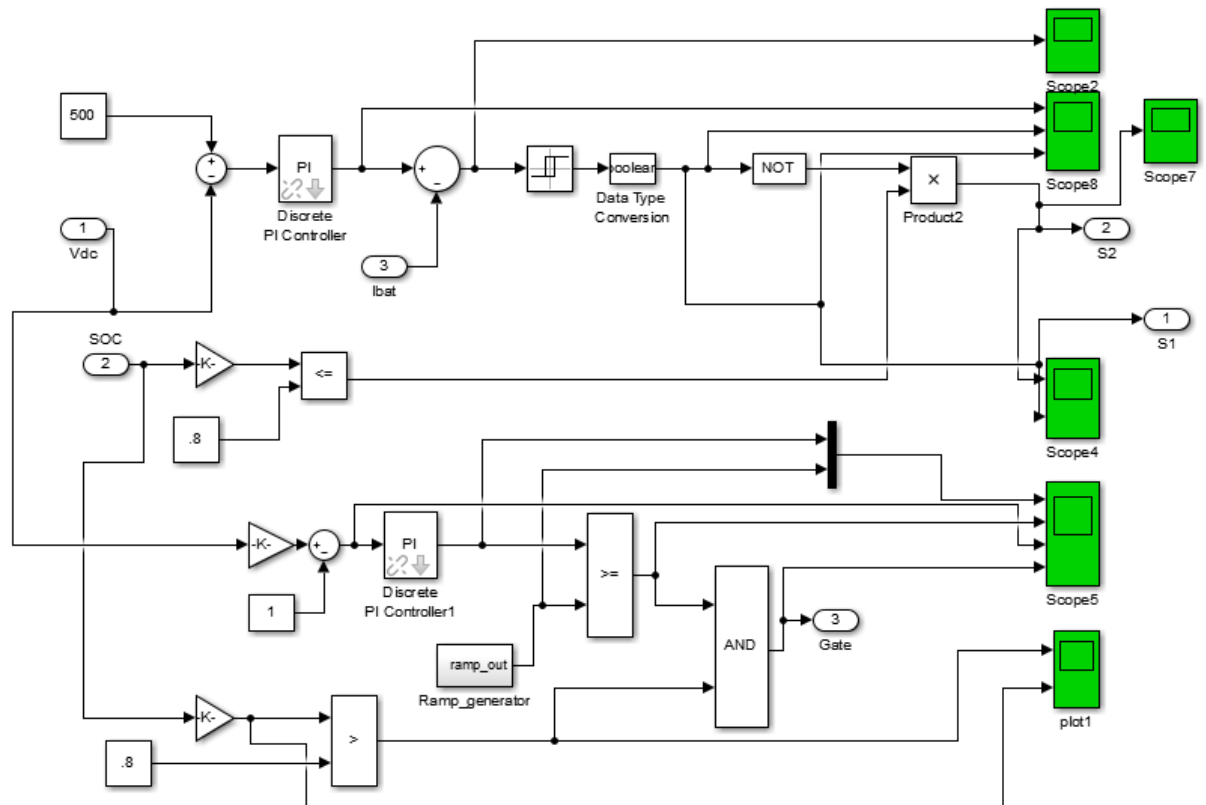 Scope2
500
+
−
PI
Discrete
PI Controller
+
−
boolean
Data Type
Conversion
NOT
×
Product2
Scope8
Scope7
1
Vdc
3
Ibat
2
S2
SOC
2
-K-
<=
.8
1
S1
Scope4
-K-
+
−
PI
Discrete
PI Controller1
1
>=
Scope5
ramp_out
Ramp_generator
AND
3
Gate
-K-
.8
>
plot1